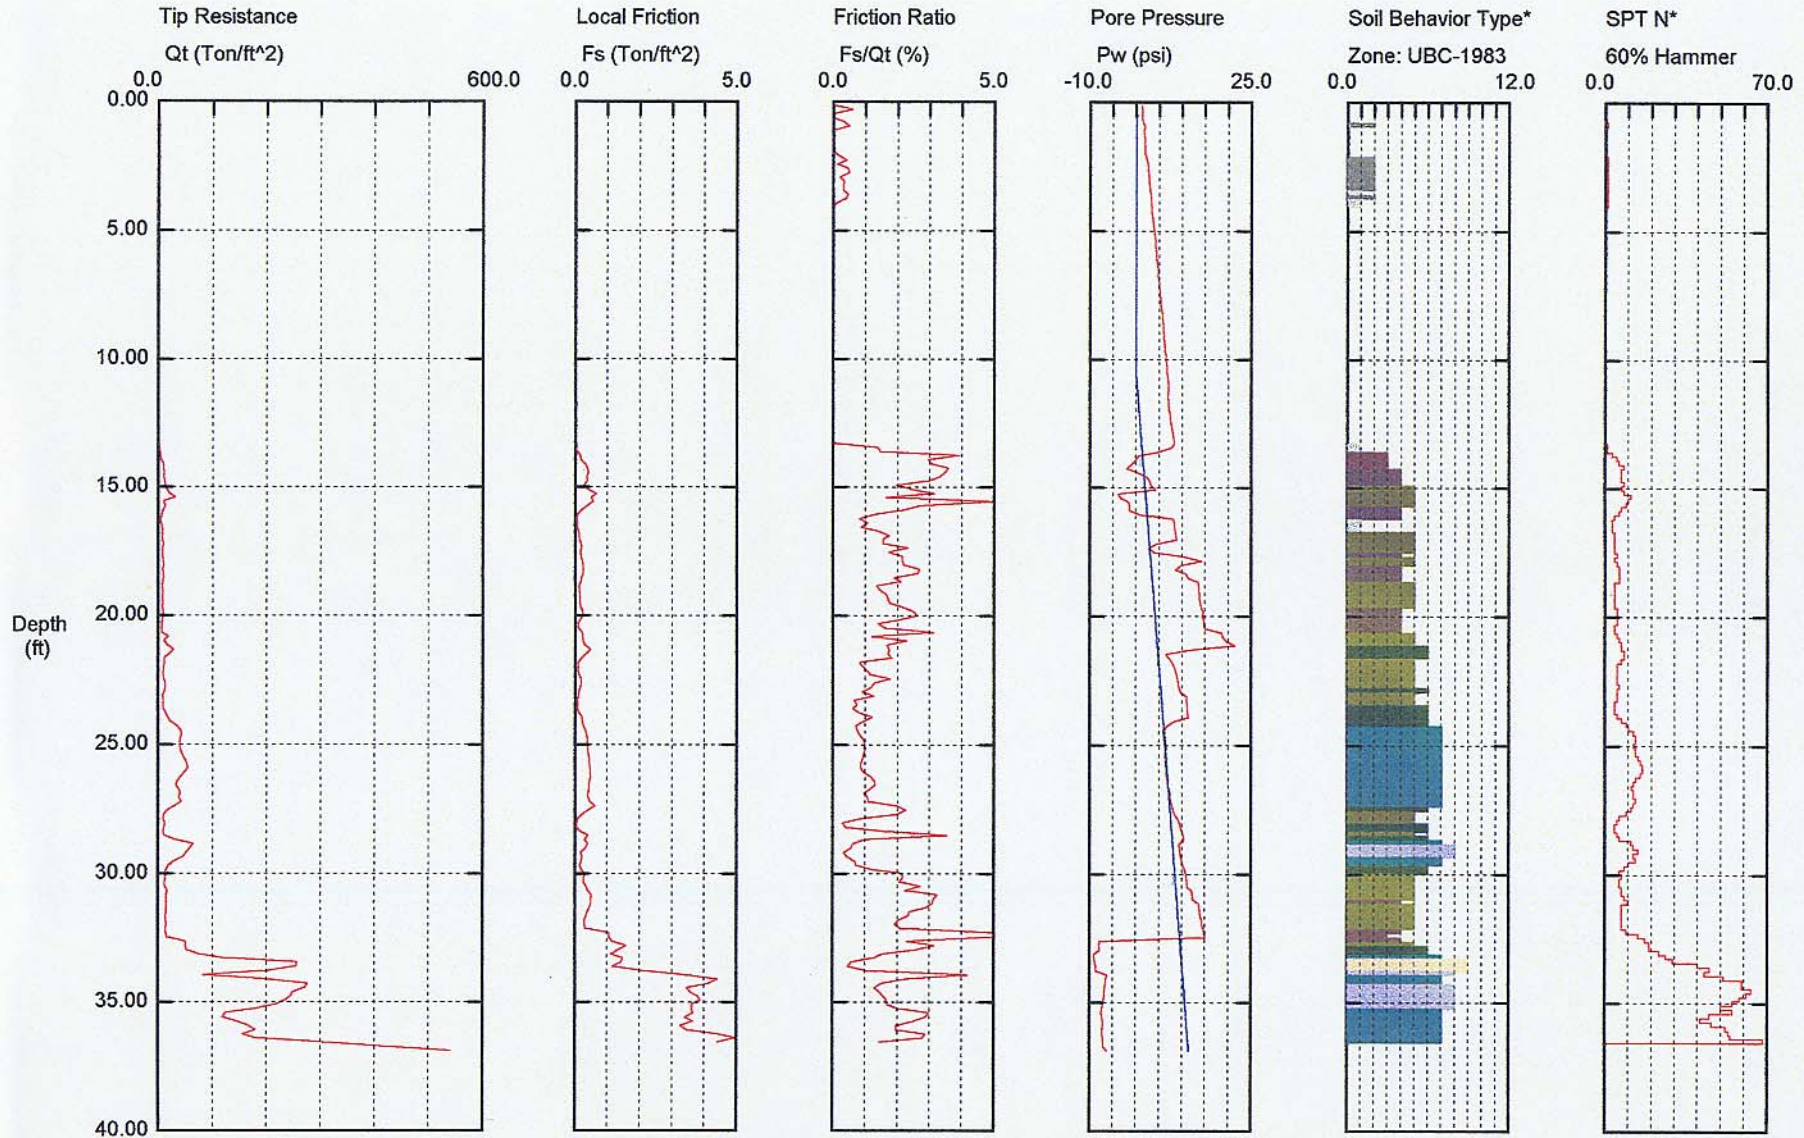 Tip Resistance
Qt (Ton/ft^2)
0.0 600.0
Local Friction
Fs (Ton/ft^2)
0.0 5.0
Friction Ratio
Fs/Qt (%)
0.0 5.0
Pore Pressure
Pw (psi)
-10.0 25.0
Soil Behavior Type*
Zone: UBC-1983
0.0 12.0
SPT N*
60% Hammer
0.0 70.0
0.00
5.00
10.00
15.00
20.00
Depth
(ft)
25.00
30.00
35.00
40.00